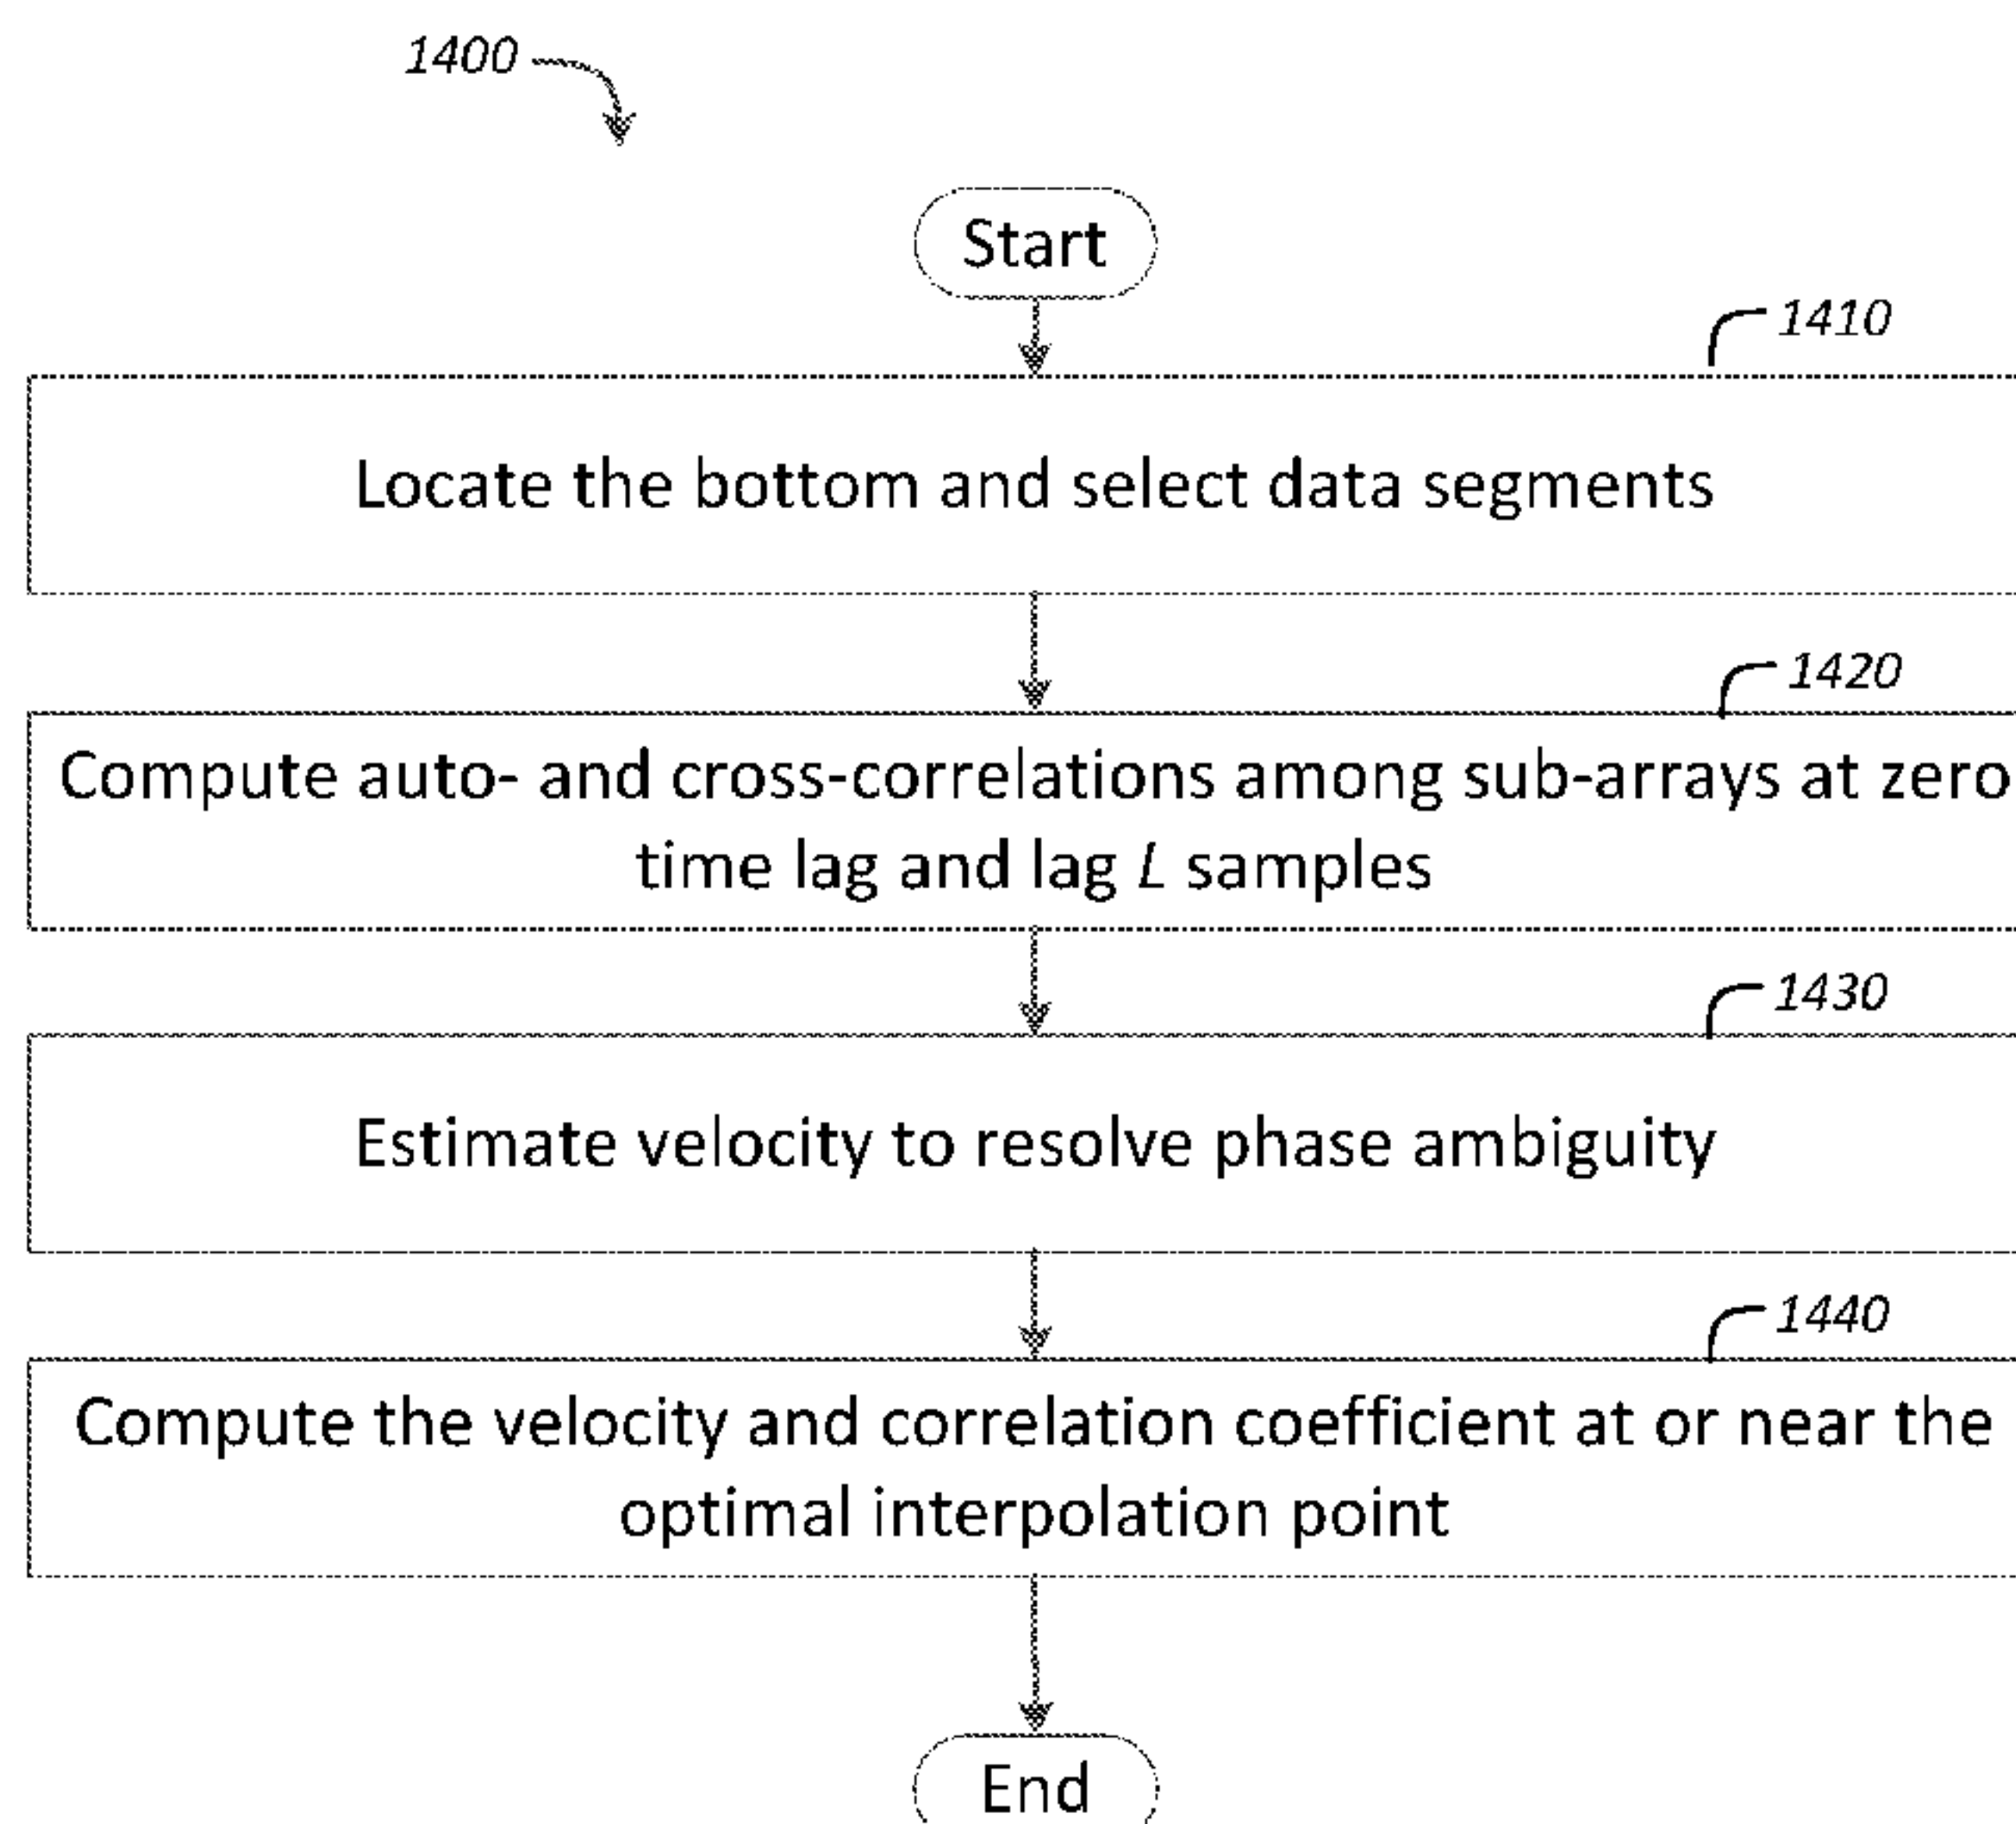 1400
Start
1410
Locate the bottom and select data segments
1420
Compute auto- and cross-correlations among sub-arrays at zero
time lag and lag L samples
1430
Estimate velocity to resolve phase ambiguity
1440
Compute the velocity and correlation coefficient at or near the
optimal interpolation point
End